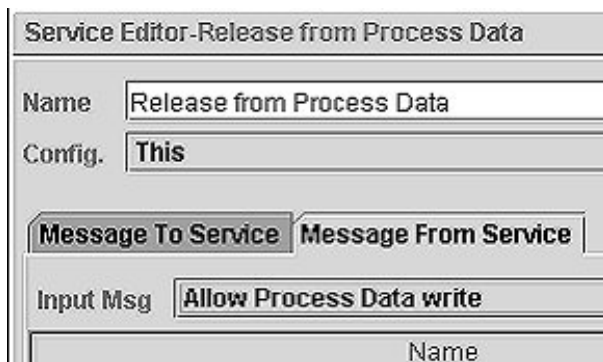 Service Editor-Release from Process Data
Name Release from Process Data
Config. This
Message To Service Message From Service
Input Msg Allow Process Data write
Name